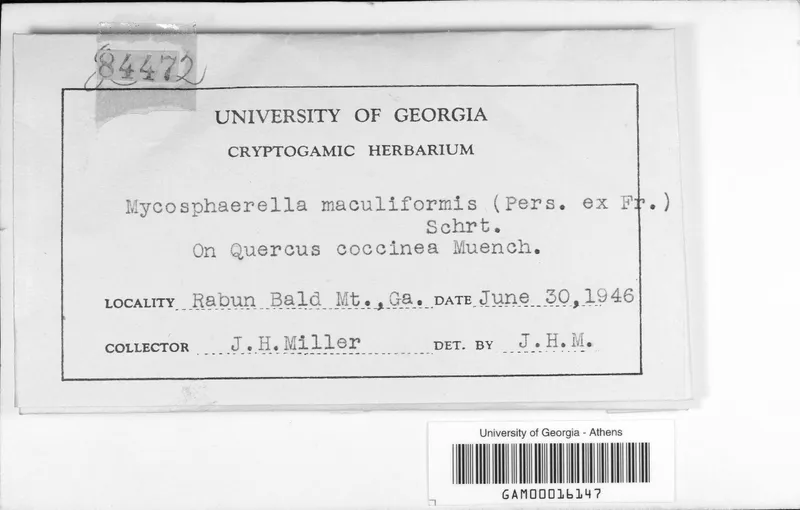 84472
UNIVERSITY OF GEORGIA
CRYPTOGAMIC HERBARIUM
Mycosphaerella maculiformis (Pers. ex Fr.)
Schrt.
On Quercus coccinea Muench.
LOCALITY Rabun Bald Mt.,Ga. DATE June 30,1946
COLLECTOR J.H.Miller DET. BY J.H.M.
University of Georgia - Athens
GAM00016147